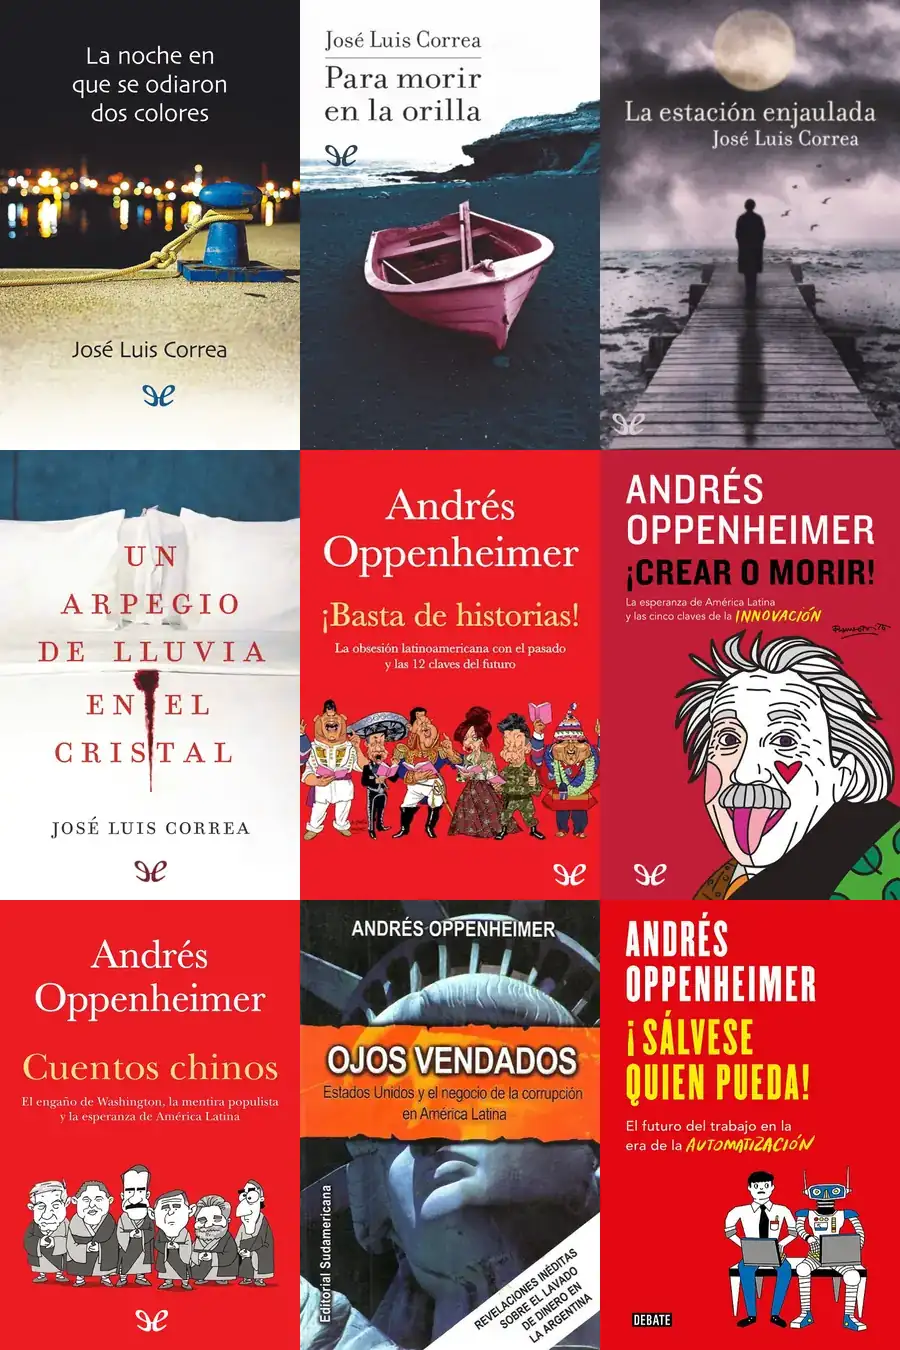 La noche en
que se odiaron
dos colores
José Luis Correa
José Luis Correa
Para morir
en la orilla
La estación enjaulada
José Luis Correa
UN
ARPEGIO
DE LLUVIA
EN EL
CRISTAL
JOSÉ LUIS CORREA
Andrés
Oppenheimer
¡Basta de historias!
La obsesión latinoamericana con el pasado
y las 12 claves del futuro
ANDRÉS
OPPENHEIMER
¡CREAR O MORIR!
La esperanza de América Latina
y las cinco claves de la INNOVACIÓN
Andrés
Oppenheimer
Cuentos chinos
El engaño de Washington, la mentira populista
y la esperanza de América Latina
ANDRÉS OPPENHEIMER
OJOS VENDADOS
Estados Unidos y el negocio de la corrupción
en América Latina
Editorial Sudamericana
REVELACIONES INÉDITAS
SOBRE EL LAVADO
DE DINERO EN
LA ARGENTINA
ANDRÉS
OPPENHEIMER
¡SÁLVESE
QUIEN PUEDA!
El futuro del trabajo en la
era de la AUTOMATIZACIÓN
DEBATE